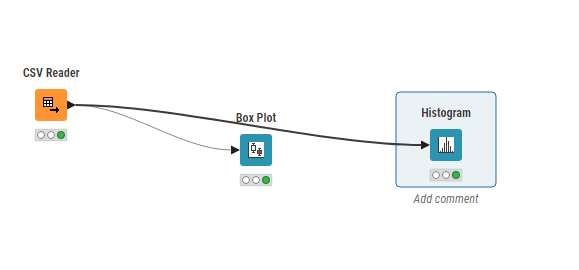 CSV Reader
Box Plot
Histogram
Add comment